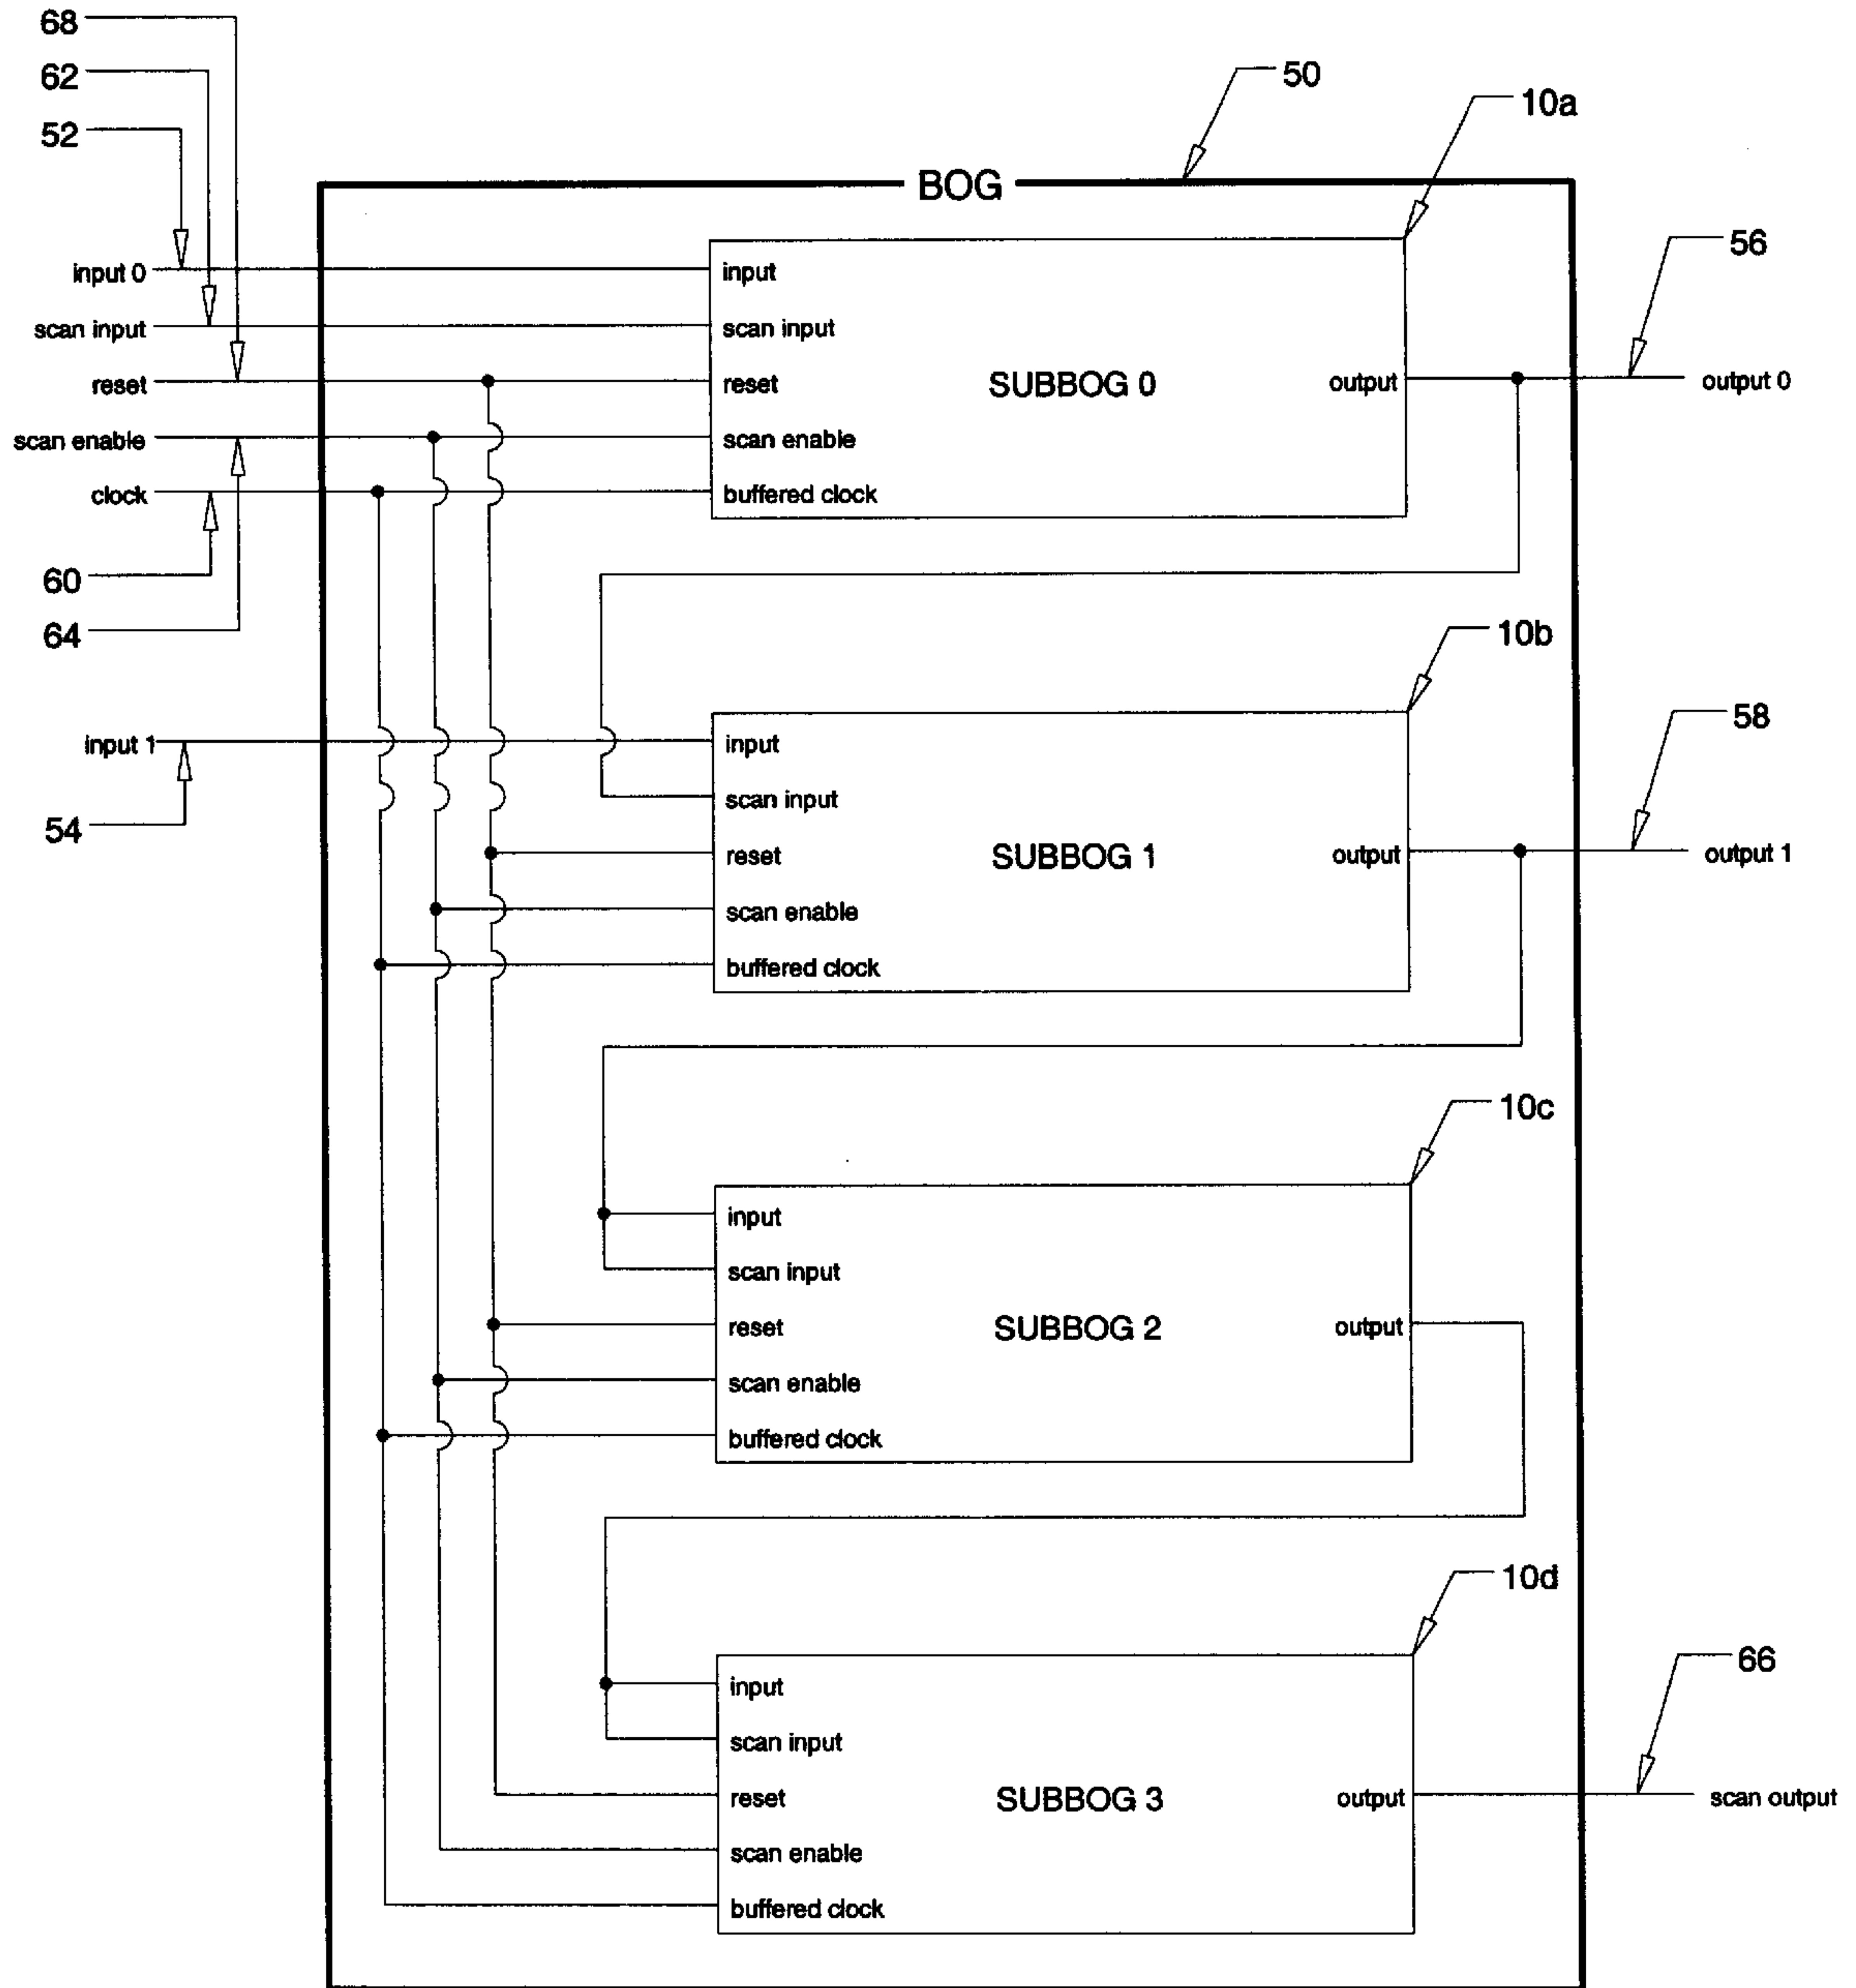 68
62
52
50
10a
BOG
56
input 0
scan input
reset
scan enable
clock
input
scan input
reset
scan enable
buffered clock
SUBBOG 0
output
output 0
60
64
10b
58
input 1
54
input
scan input
reset
scan enable
buffered clock
SUBBOG 1
output
output 1
10c
input
scan input
reset
scan enable
buffered clock
SUBBOG 2
output
10d
66
input
scan input
reset
scan enable
buffered clock
SUBBOG 3
output
scan output